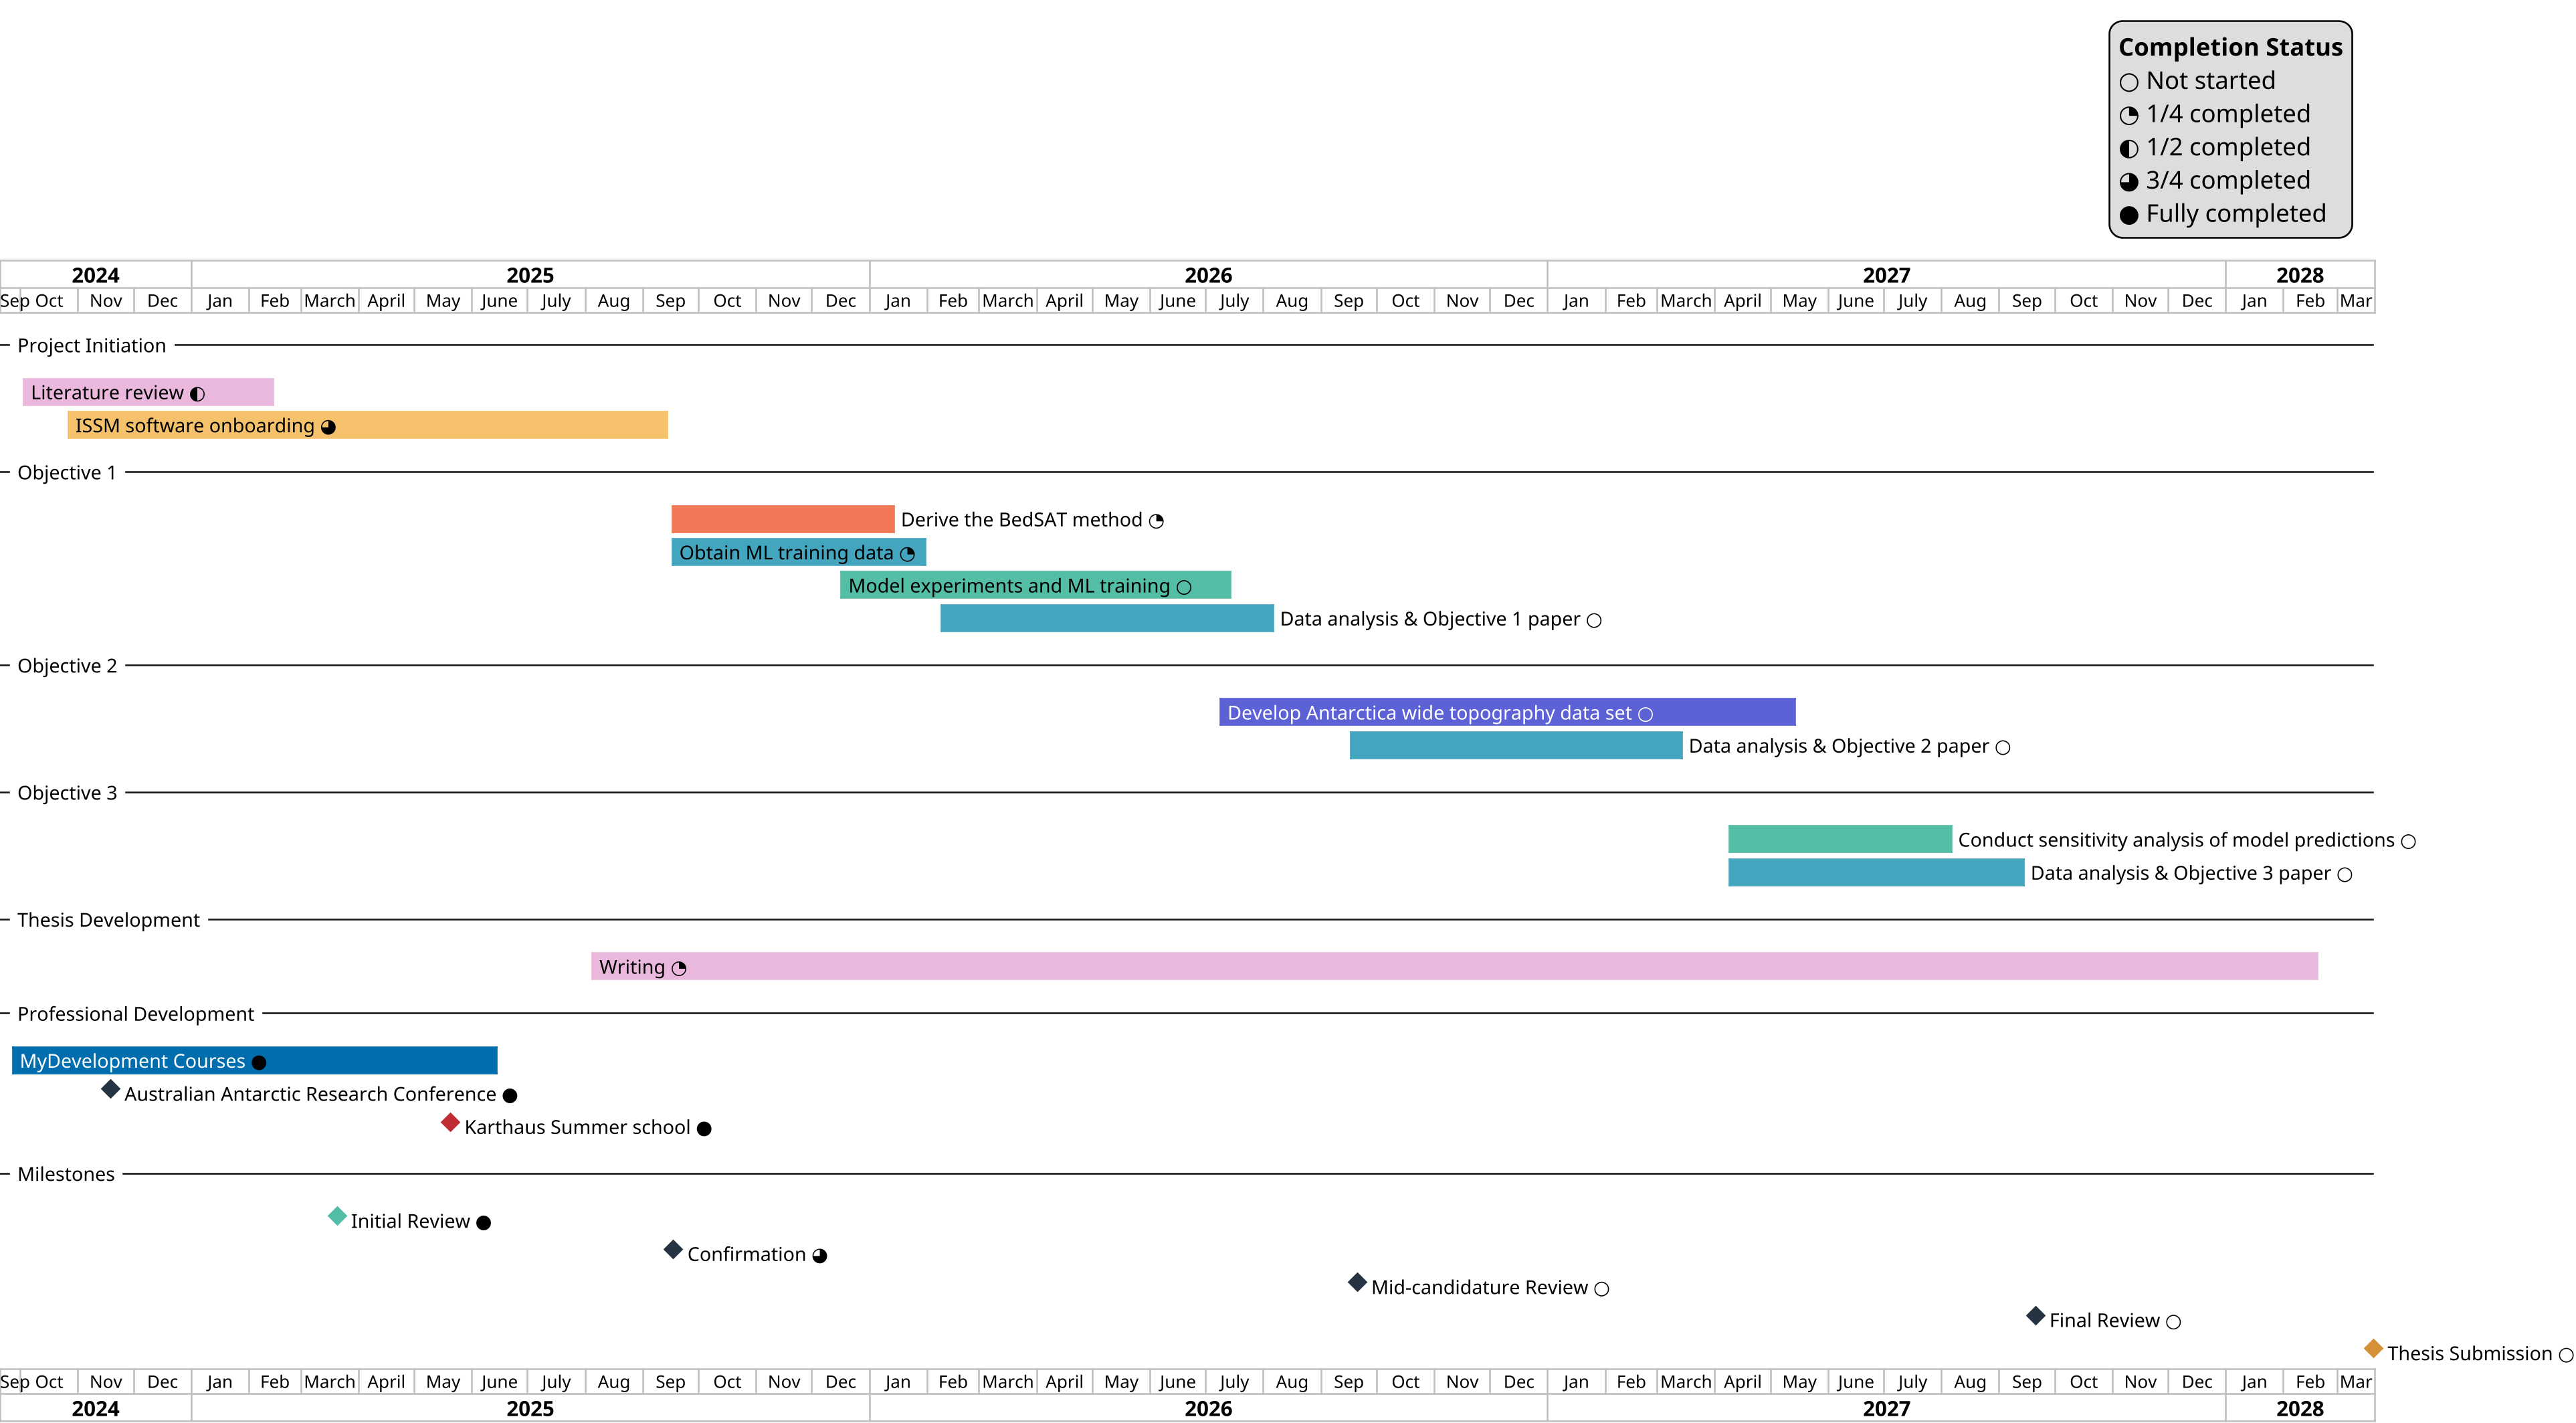 Completion Status
○ Not started
◔ 1/4 completed
◐ 1/2 completed
◕ 3/4 completed
● Fully completed
2024 2025 2026 2027 2028
Sep Oct Nov Dec Jan Feb March April May June July Aug Sep Oct Nov Dec Jan Feb March April May June July Aug Sep Oct Nov Dec Jan Feb March April May June July Aug Sep Oct Nov Dec Jan Feb Mar
Project Initiation
Literature review ◐
ISSM software onboarding ◕
Objective 1
Derive the BedSAT method ◔
Obtain ML training data ◔
Model experiments and ML training ○
Data analysis & Objective 1 paper ○
Objective 2
Develop Antarctica wide topography data set ○
Data analysis & Objective 2 paper ○
Objective 3
Conduct sensitivity analysis of model predictions ○
Data analysis & Objective 3 paper ○
Thesis Development
Writing ◔
Professional Development
MyDevelopment Courses ●
Australian Antarctic Research Conference ●
Karthaus Summer school ●
Milestones
Initial Review ●
Confirmation ◕
Mid-candidature Review ○
Final Review ○
Thesis Submission ○
Sep Oct Nov Dec Jan Feb March April May June July Aug Sep Oct Nov Dec Jan Feb March April May June July Aug Sep Oct Nov Dec Jan Feb March April May June July Aug Sep Oct Nov Dec Jan Feb Mar
2024 2025 2026 2027 2028